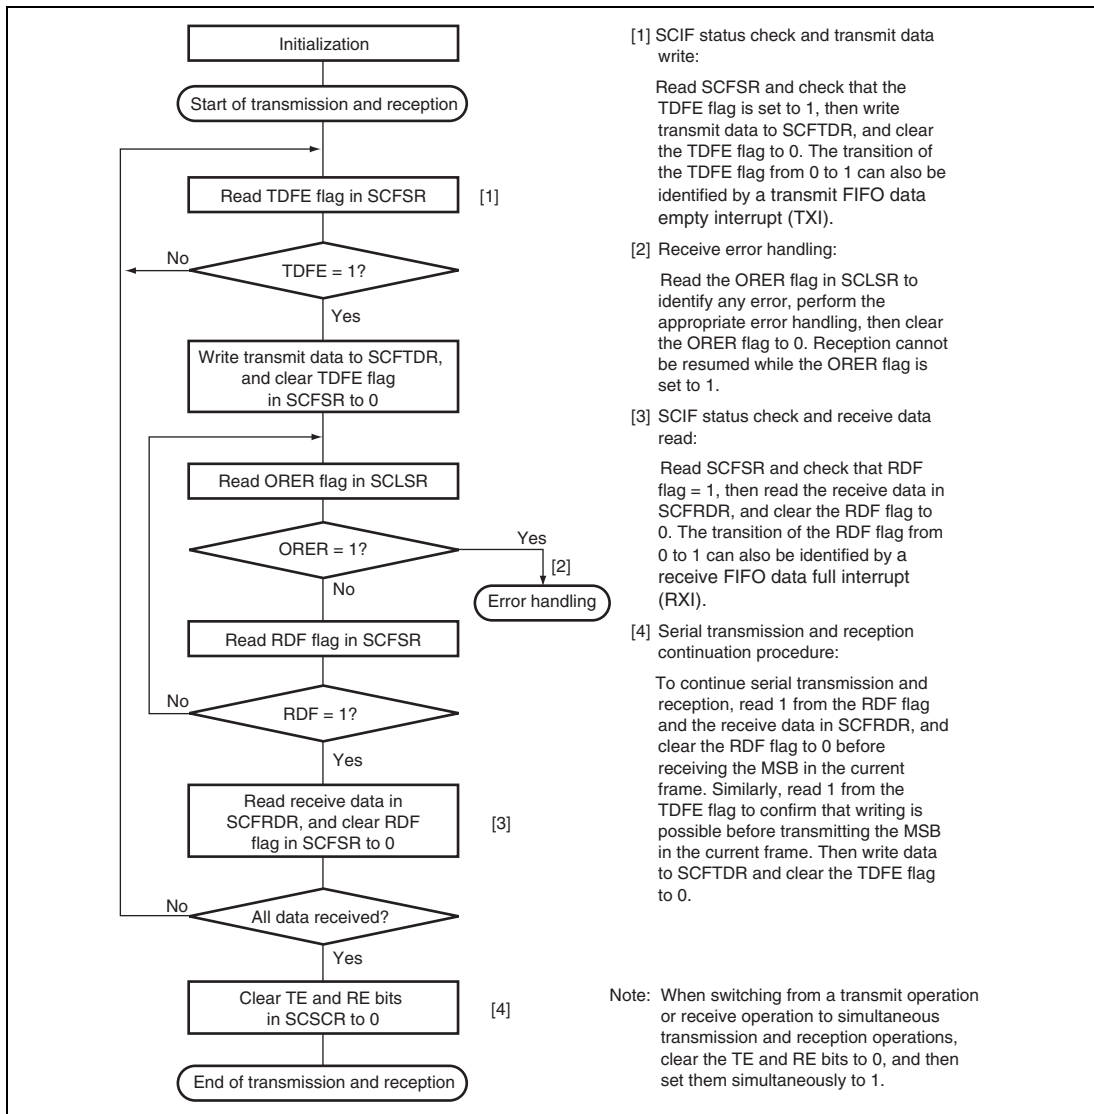 Initialization
Start of transmission and reception
Read TDFE flag in SCFSR
[1]
No
TDFE = 1?
Yes
Write transmit data to SCFTDR,
and clear TDFE flag
in SCFSR to 0
Read ORER flag in SCLSR
ORER = 1?
Yes
[2]
Error handling
No
Read RDF flag in SCFSR
No
RDF = 1?
Yes
Read receive data in
SCFRDR, and clear RDF
flag in SCFSR to 0
[3]
No
All data received?
Yes
Clear TE and RE bits
in SCSCR to 0
[4]
End of transmission and reception
[1] SCIF status check and transmit data
write:
Read SCFSR and check that the
TDFE flag is set to 1, then write
transmit data to SCFTDR, and clear
the TDFE flag to 0. The transition of
the TDFE flag from 0 to 1 can also be
identified by a transmit FIFO data
empty interrupt (TXI).
[2] Receive error handling:
Read the ORER flag in SCLSR to
identify any error, perform the
appropriate error handling, then clear
the ORER flag to 0. Reception cannot
be resumed while the ORER flag is
set to 1.
[3] SCIF status check and receive data
read:
Read SCFSR and check that RDF
flag = 1, then read the receive data in
SCFRDR, and clear the RDF flag to
0. The transition of the RDF flag from
0 to 1 can also be identified by a
receive FIFO data full interrupt
(RXI).
[4] Serial transmission and reception
continuation procedure:
To continue serial transmission and
reception, read 1 from the RDF flag
and the receive data in SCFRDR, and
clear the RDF flag to 0 before
receiving the MSB in the current
frame. Similarly, read 1 from the
TDFE flag to confirm that writing is
possible before transmitting the MSB
in the current frame. Then write data
to SCFTDR and clear the TDFE flag
to 0.
Note: When switching from a transmit operation
or receive operation to simultaneous
transmission and reception operations,
clear the TE and RE bits to 0, and then
set them simultaneously to 1.